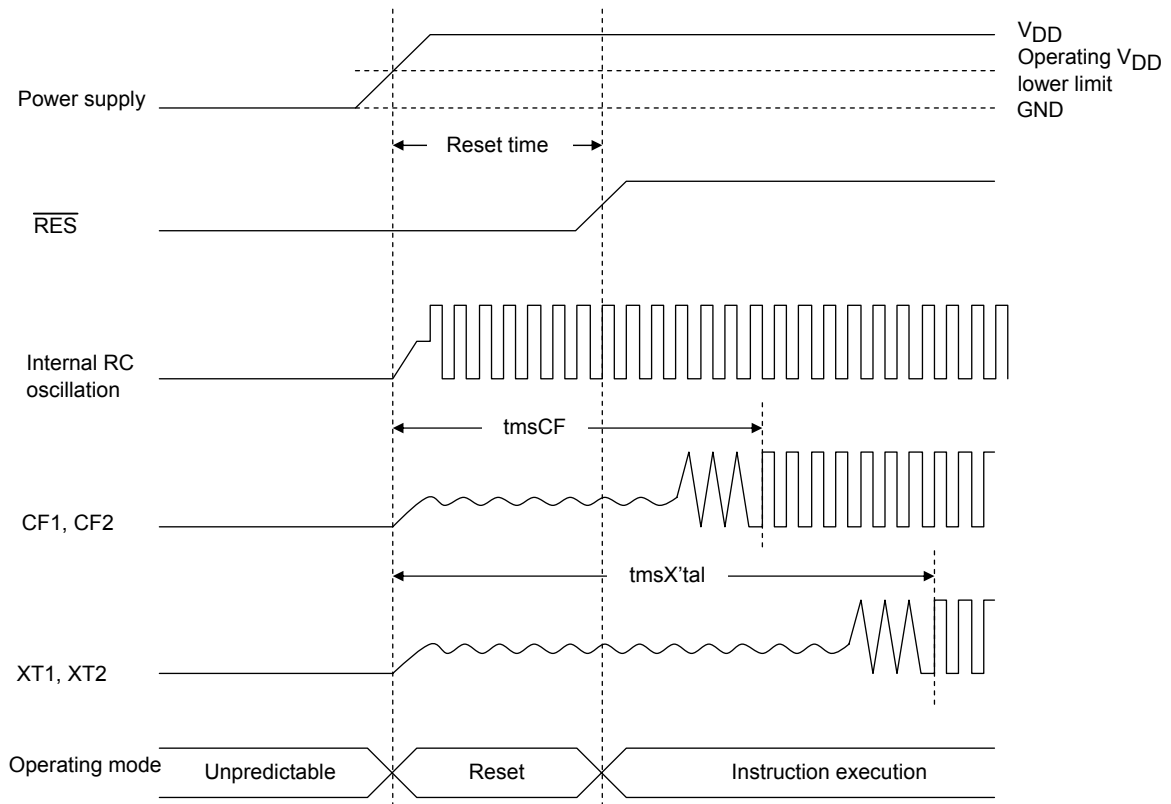 VDD
Operating VDD
lower limit
GND
Power supply
Reset time
RES
Internal RC
oscillation
tmsCF
CF1, CF2
tmsX'tal
XT1, XT2
Operating mode
Unpredictable
Reset
Instruction execution